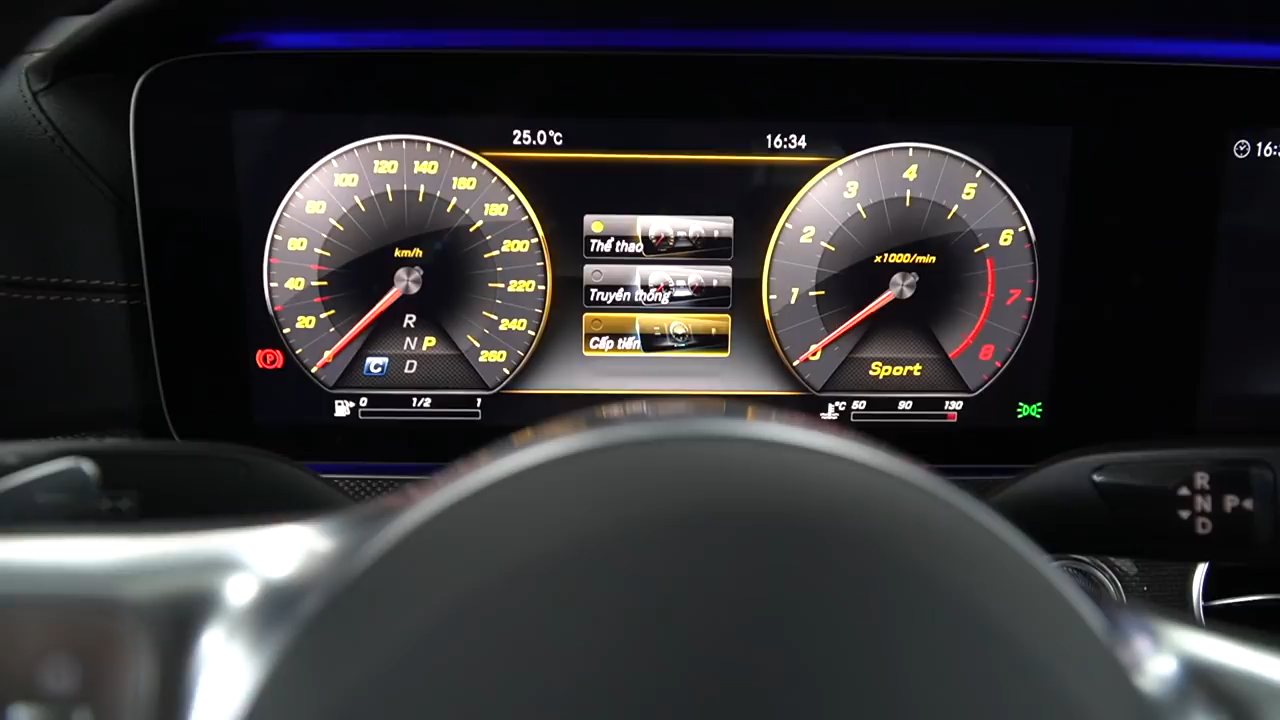 25.0°C
16:34
16:
20
40
60
80
100
120
140
160
180
200
220
240
260
km/h
R
N P
D
C
Thể thao
Truyền thống
Cấp tiến
0
1
2
3
4
5
6
7
8
x1000/min
Sport
P
0 1/2 1
°C 50 90 130
R
N P
D